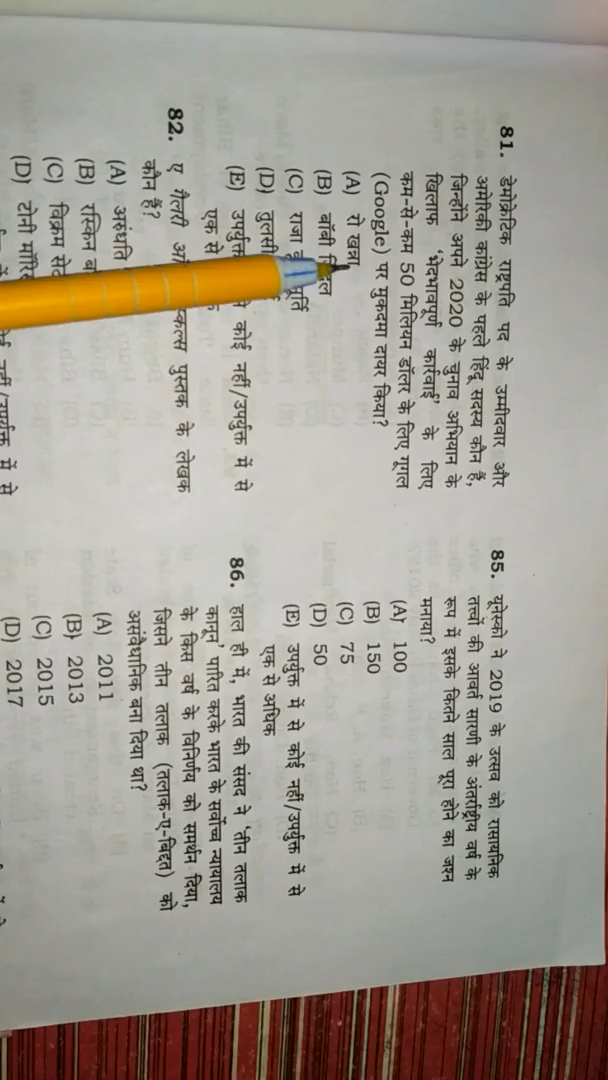 81. डेमोक्रेटिक राष्ट्रपति पद के उम्मीदवार और
अमेरिकी कांग्रेस के पहले हिंदू सदस्य कौन हैं,
जिन्होंने अपने 2020 के चुनाव अभियान के
खिलाफ 'भेदभावपूर्ण कार्रवाई' के लिए
कम-से-कम 50 मिलियन डॉलर के लिए गूगल
(Google) पर मुकदमा दायर किया?
(A) रो खन्ना
(B) बॉबी
(C) राजा
(D) तुलसी
(E) उपर्युक्त में से कोई नहीं/उपर्युक्त में से
एक से
82. ए गैलरी पुस्तक के लेखक
कौन हैं?
(A) अरुंधति
(B) रस्किन
(C) विक्रम सेठ
(D) टोनी
नहीं/उपर्युक्त में से
85. यूनेस्को ने 2019 के उत्सव को रासायनिक
तत्त्वों की आवर्त सारणी के अंतर्राष्ट्रीय वर्ष के
रूप में इसके कितने साल पूरा होने का जश्न
मनाया?
(A) 100
(B) 150
(C) 75
(D) 50
(E) उपर्युक्त में से कोई नहीं/उपर्युक्त में से
एक से अधिक
86. हाल ही में, भारत की संसद ने 'तीन तलाक
कानून' पारित करके भारत के सर्वोच्च न्यायालय
के किस वर्ष के विनिर्णय को समर्थन दिया,
जिसने तीन तलाक (तलाक-ए-बिद्दत) को
असंवैधानिक बना दिया था?
(A) 2011
(B) 2013
(C) 2015
(D) 2017